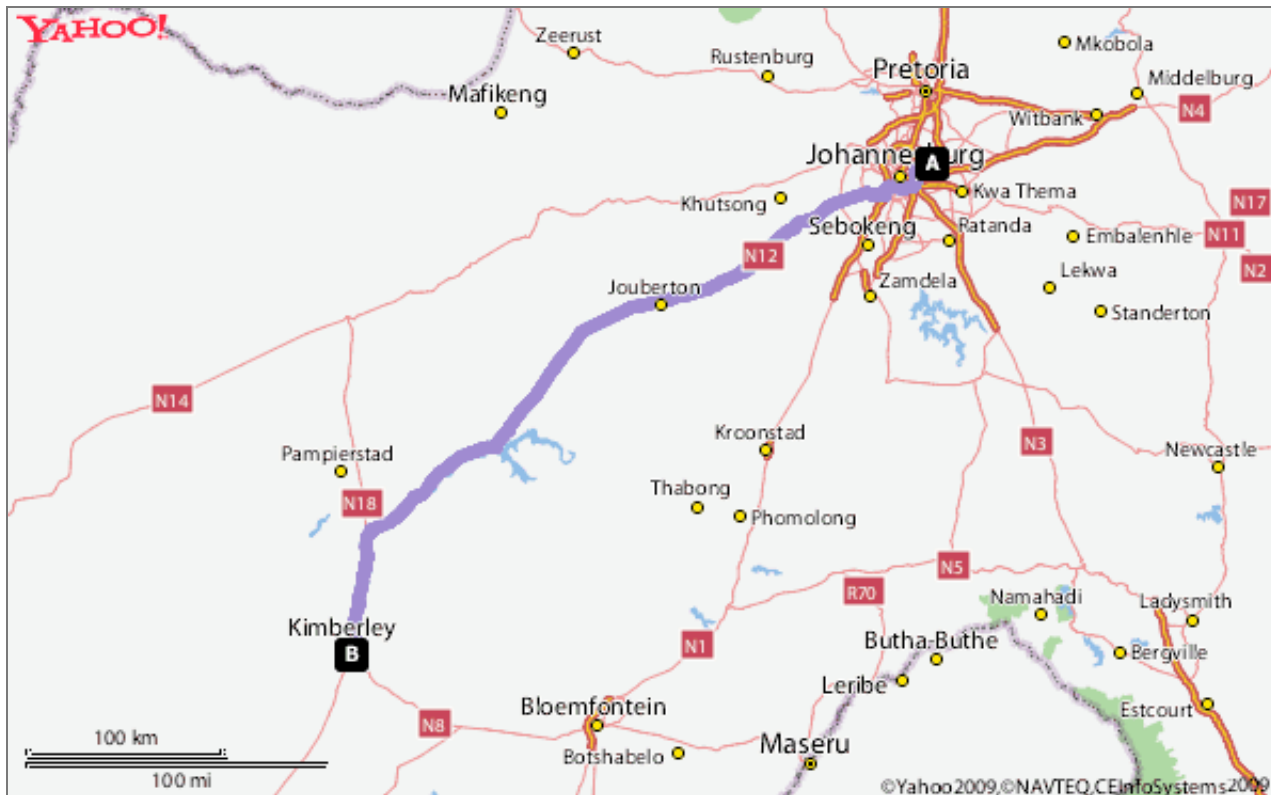 YAHOO!
Zeerust
Mkobola
Rustenburg
Pretoria
Middelburg
Mafikeng
Witbank
N4
Johannesburg
A
Khutsong
Kwa Thema
N17
Sebokeng
Ratanda
Embalenhle
N11
N12
Lekwa
N2
Jouberton
Zamdela
Standerton
N14
Kroonstad
N3
Pampierstad
Newcastle
Thabong
N18
Phomolong
N5
R70
Namahadi
Ladysmith
Kimberley
B
N1
Butha-Buthe
Bergville
Leribe
Bloemfontein
Estcourt
N8
Botshabelo
Maseru
100 km
100 mi
©Yahoo2009,©NAVTEQ,CEInfoSystems2009